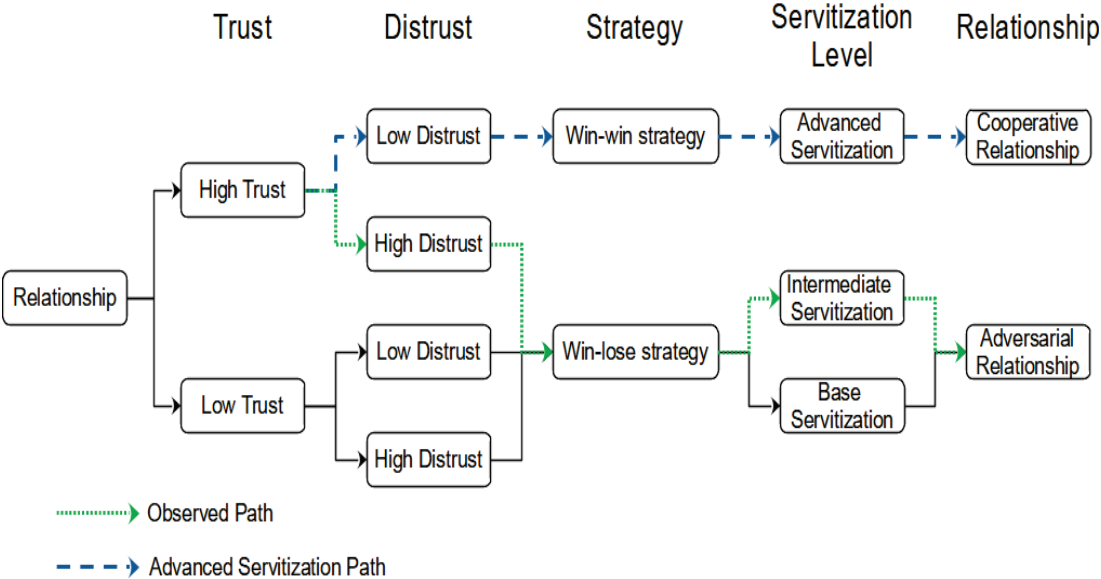 Trust
Distrust
Strategy
Servitization
Level
Relationship
Low Distrust
Win-win strategy
Advanced
Servitization
Cooperative
Relationship
High Trust
High Distrust
Relationship
Intermediate
Servitization
Low Distrust
Win-lose strategy
Adversarial
Relationship
Low Trust
Base
Servitization
High Distrust
Observed Path
Advanced Servitization Path